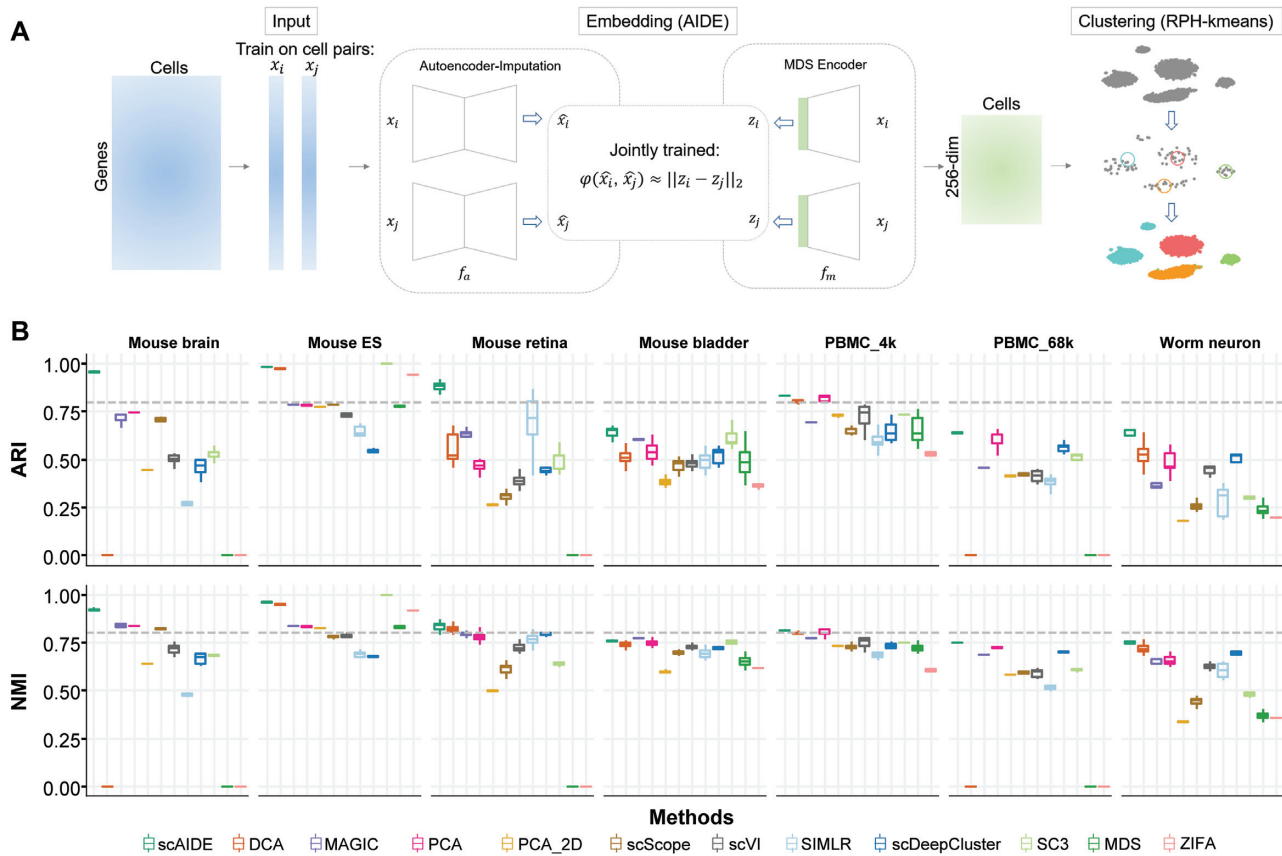 A
Input
Embedding (AIDE)
Clustering (RPH-kmeans)
Train on cell pairs:
Cells
x_i x_j
Genes
Autoencoder-Imputation
x_i
x̂_i
x_j
x̂_j
f_a
Jointly trained:
φ(x̂_i, x̂_j) ≈ ||z_i − z_j||_2
MDS Encoder
z_i
x_i
z_j
x_j
f_m
Cells
256-dim
B
Mouse brain Mouse ES Mouse retina Mouse bladder PBMC_4k PBMC_68k Worm neuron
ARI
1.00
0.75
0.50
0.25
0.00
NMI
1.00
0.75
0.50
0.25
0.00
Methods
scAIDE DCA MAGIC PCA PCA_2D scScope scVI SIMLR scDeepCluster SC3 MDS ZIFA